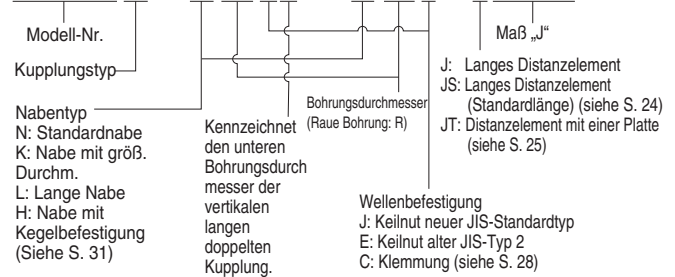 Modell-Nr.
Kupplungstyp
Nabentyp
N: Standardnabe
K: Nabe mit größ.
Durchm.
L: Lange Nabe
H: Nabe mit
Kegelbefestigung
(Siehe S. 31)
Kennzeichnet
den unteren
Bohrungsdurch
messer der
vertikalen
langen
doppelten
Kupplung.
Bohrungsdurchmesser
(Raue Bohrung: R)
Wellenbefestigung
J: Keilnut neuer JIS-Standardtyp
E: Keilnut alter JIS-Typ 2
C: Klemmung (siehe S. 28)
Maß „J“
J: Langes Distanzelement
JS: Langes Distanzelement
(Standardlänge) (siehe S. 24)
JT: Distanzelement mit einer Platte
(siehe S. 25)